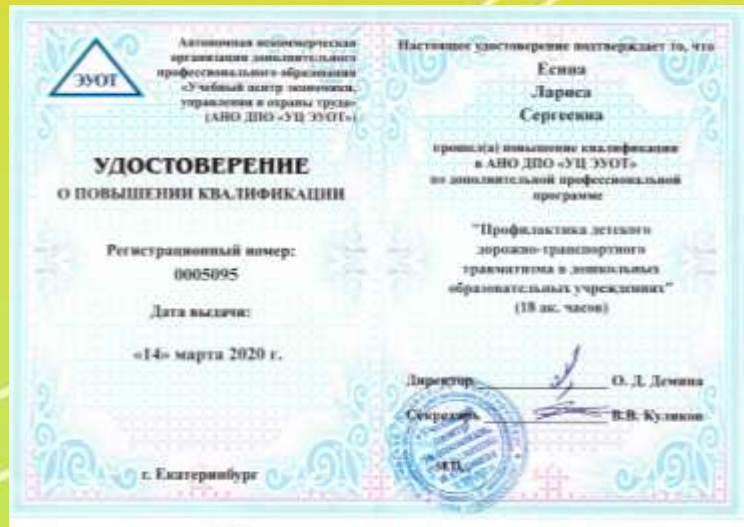 ЭУОТ
Автономная некоммерческая
организация дополнительного
профессионального образования
«Учебный центр экономики,
управления и охраны труда»
(АНО ДПО «УЦ ЭУОТ»)
УДОСТОВЕРЕНИЕ
О ПОВЫШЕНИИ КВАЛИФИКАЦИИ
Регистрационный номер:
0005095
Дата выдачи:
«14» марта 2020 г.
г. Екатеринбург
Настоящее удостоверение подтверждает то, что
Есина
Лариса
Сергеевна
прошел(а) повышение квалификации
в АНО ДПО «УЦ ЭУОТ»
по дополнительной профессиональной
программе
"Профилактика детского
дорожно-транспортного
травматизма в дошкольных
образовательных учреждениях"
(18 ак. часов)
Директор О. Д. Демина
Секретарь В.В. Куликов
М.П.